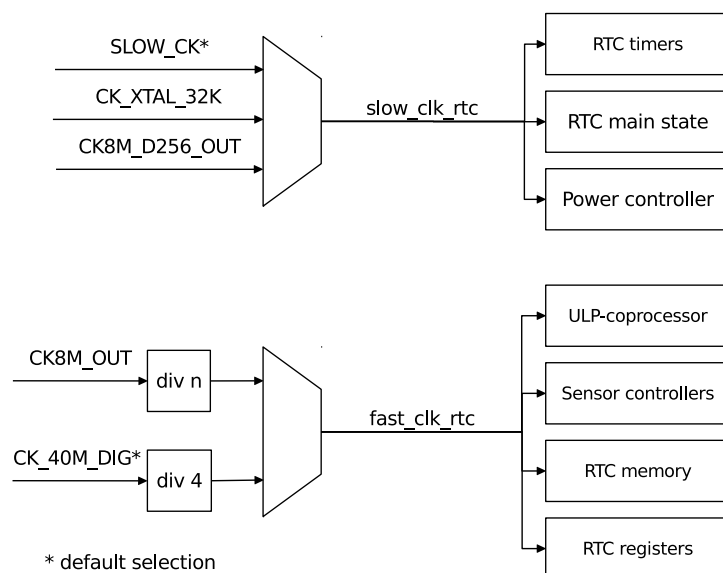 SLOW_CK*
CK_XTAL_32K
CK8M_D256_OUT
slow_clk_rtc
RTC timers
RTC main state
Power controller
CK8M_OUT
div n
CK_40M_DIG*
div 4
fast_clk_rtc
ULP-coprocessor
Sensor controllers
RTC memory
RTC registers
* default selection